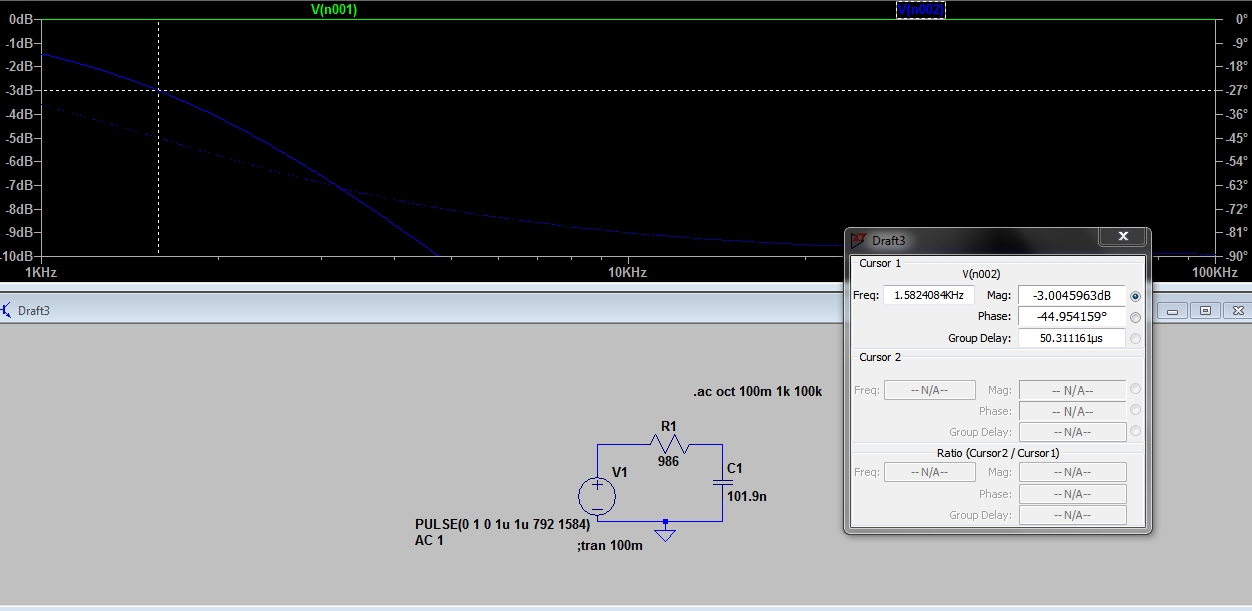 V(n001)
V(n002)
0dB
-1dB
-2dB
-3dB
-4dB
-5dB
-6dB
-7dB
-8dB
-9dB
-10dB
0°
-9°
-18°
-27°
-36°
-45°
-54°
-63°
-72°
-81°
-90°
1KHz
10KHz
100KHz
Draft3
Cursor 1
V(n002)
Freq: 1.5824084KHz Mag: -3.0045963dB
Phase: -44.954159°
Group Delay: 50.311161µs
Cursor 2
Freq: -- N/A-- Mag: -- N/A--
Phase: -- N/A--
Group Delay: -- N/A--
Ratio (Cursor2 / Cursor1)
Freq: -- N/A-- Mag: -- N/A--
Phase: -- N/A--
Group Delay: -- N/A--
Draft3
.ac oct 100m 1k 100k
R1
986
V1
C1
101.9n
PULSE(0 1 0 1u 1u 792 1584)
AC 1
;tran 100m